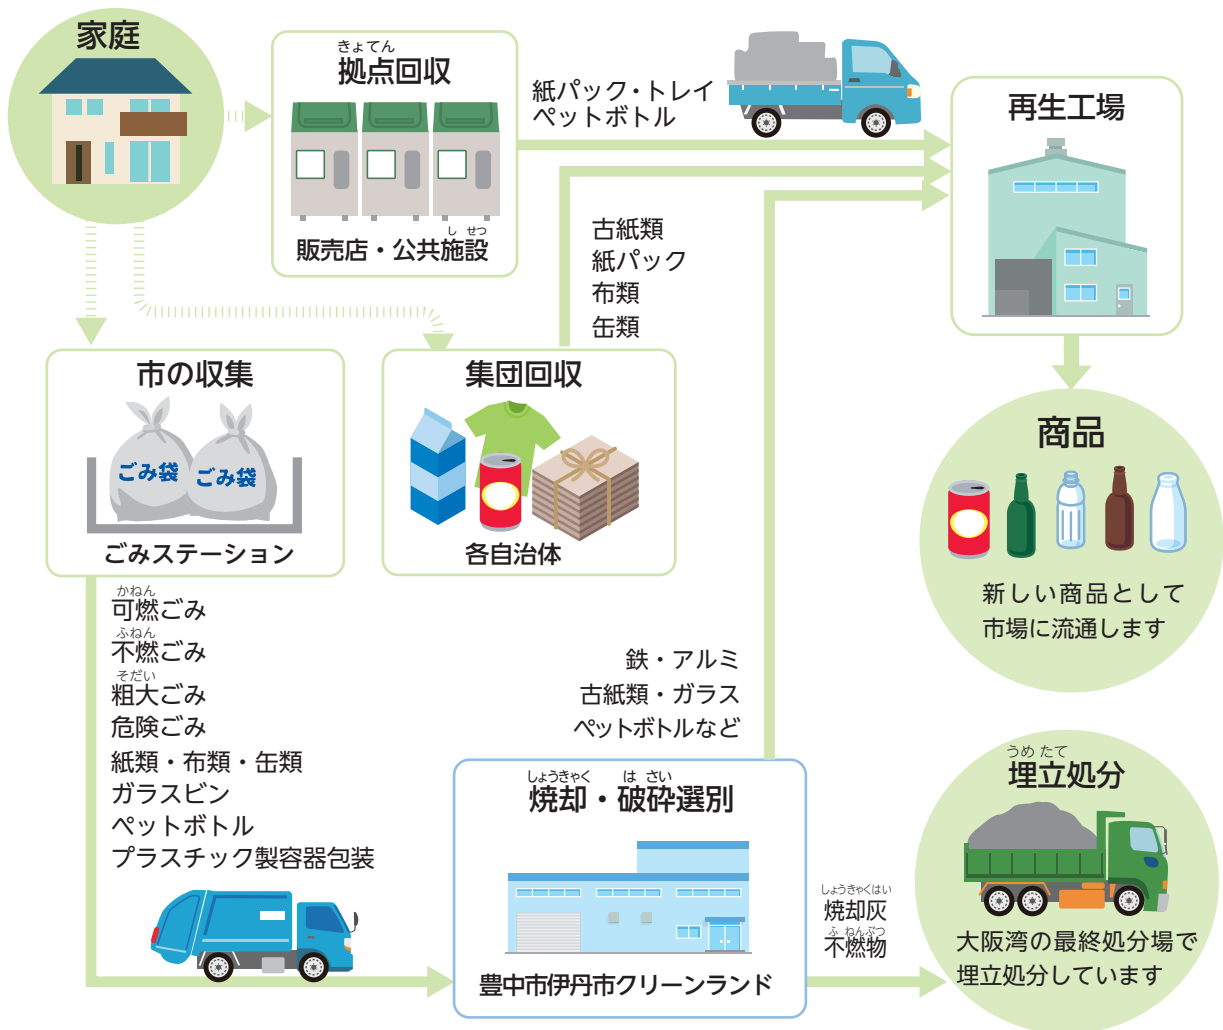 家庭
きょてん
拠点回収
し せつ
販売店・公共施設
紙パック・トレイ
ペットボトル
再生工場
古紙類
紙パック
布類
缶類
市の収集
ごみ袋
ごみ袋
ごみステーション
集団回収
各自治体
商品
新しい商品として
市場に流通します
かねん
可燃ごみ
ふねん
不燃ごみ
そだい
粗大ごみ
危険ごみ
紙類・布類・缶類
ガラスビン
ペットボトル
プラスチック製容器包装
鉄・アルミ
古紙類・ガラス
ペットボトルなど
しょうきゃく は さい
焼却・破砕選別
豊中市伊丹市クリーンランド
しょうきゃくはい
焼却灰
ふ ねんぶつ
不燃物
うめ たて
埋立処分
大阪湾の最終処分場で
埋立処分しています